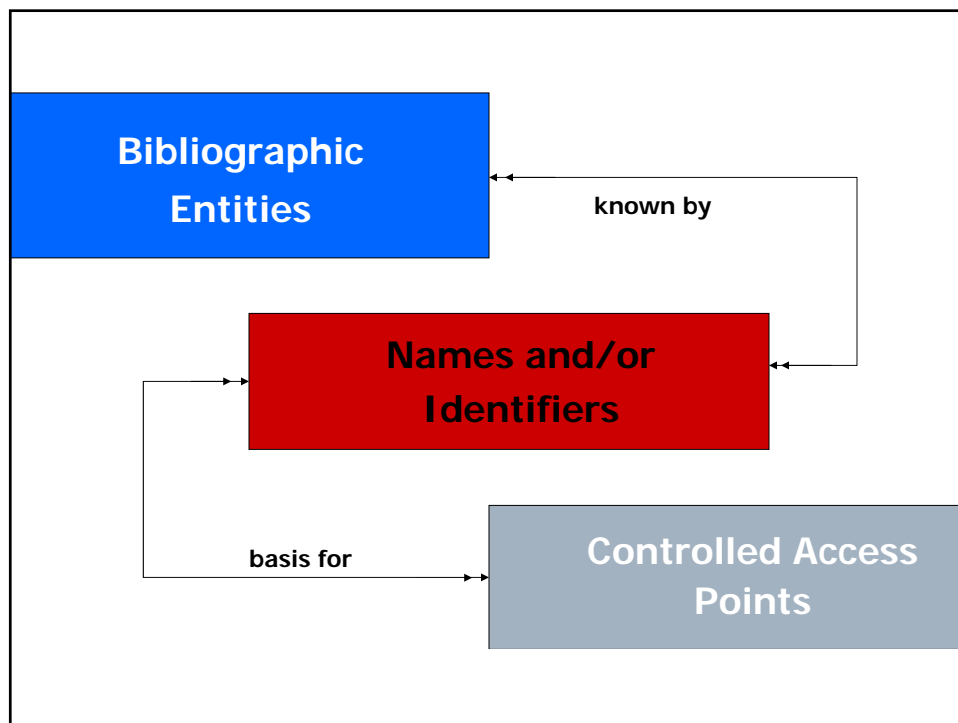 Bibliographic
Entities
known by
Names and/or
Identifiers
basis for
Controlled Access
Points